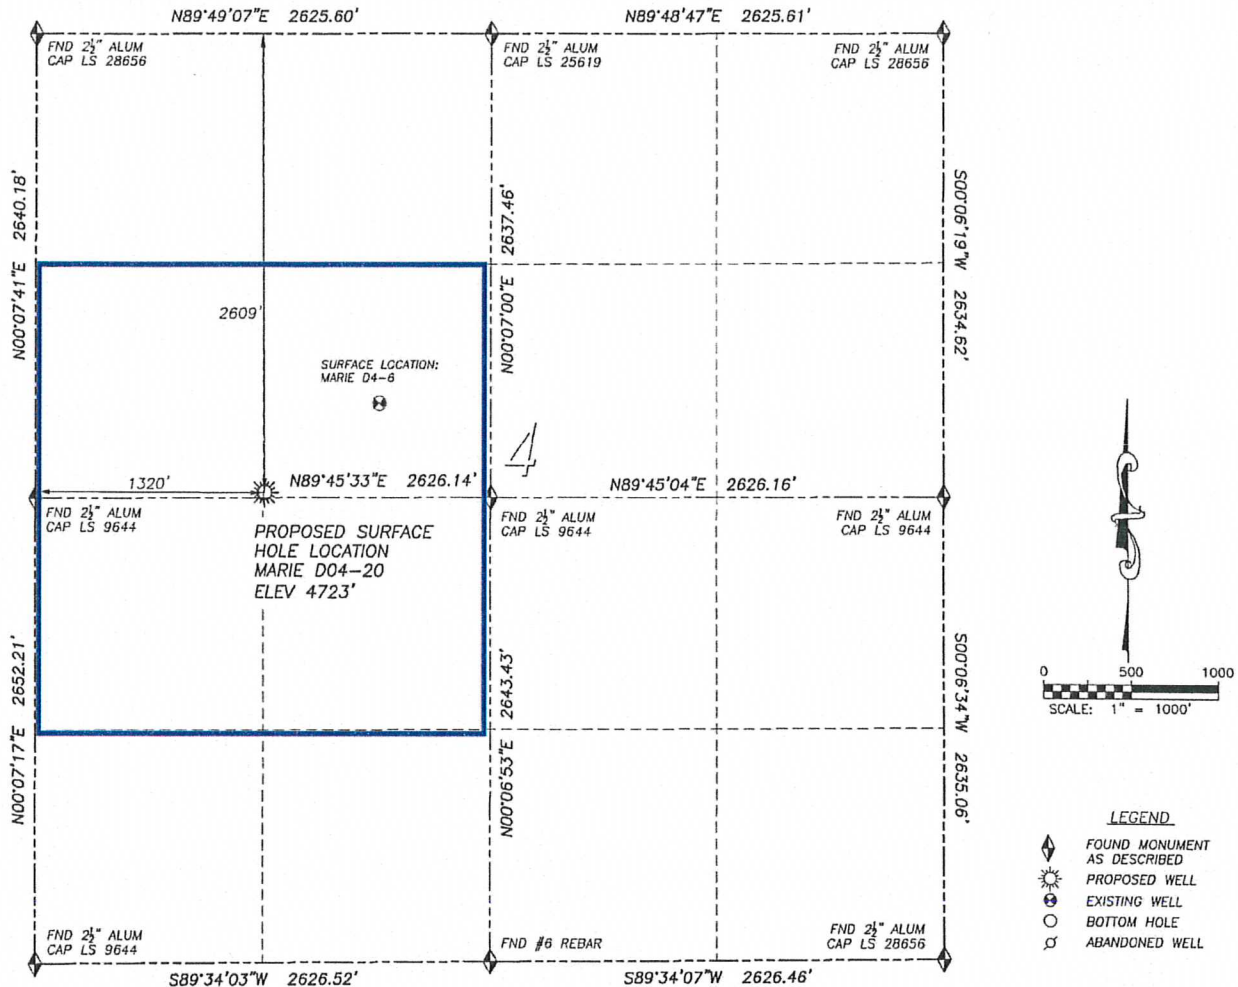 N89°49'07"E 2625.60'
N89°48'47"E 2625.61'
FND 2½" ALUM
CAP LS 28656
FND 2½" ALUM
CAP LS 25619
FND 2½" ALUM
CAP LS 28656
N00°07'41"E 2640.18'
2637.46'
N00°07'00"E
S00°06'19"W 2634.62'
2609'
SURFACE LOCATION:
MARIE D4-6
4
1320'
N89°45'33"E 2626.14'
N89°45'04"E 2626.16'
FND 2½" ALUM
CAP LS 9644
FND 2½" ALUM
CAP LS 9644
FND 2½" ALUM
CAP LS 9644
PROPOSED SURFACE
HOLE LOCATION
MARIE D04-20
ELEV 4723'
N00°07'17"E 2652.21'
2643.43'
N00°06'53"E
S00°06'34"W 2635.06'
0 500 1000
SCALE: 1" = 1000'
LEGEND
FOUND MONUMENT
AS DESCRIBED
PROPOSED WELL
EXISTING WELL
BOTTOM HOLE
ABANDONED WELL
FND 2½" ALUM
CAP LS 9644
FND #6 REBAR
FND 2½" ALUM
CAP LS 28656
S89°34'03"W 2626.52'
S89°34'07"W 2626.46'